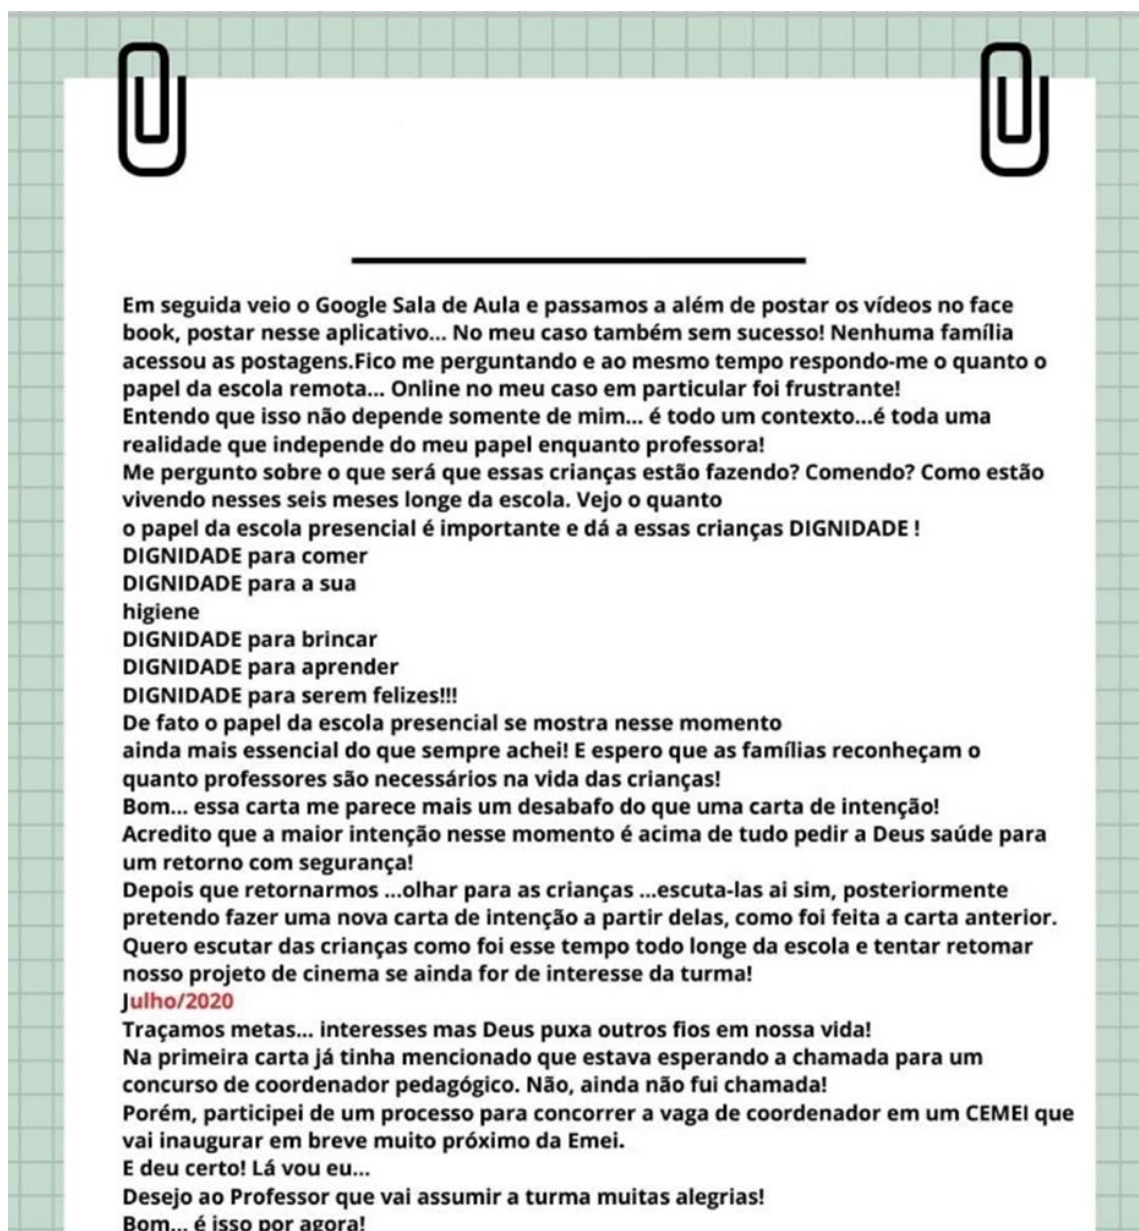 Em seguida veio o Google Sala de Aula e passamos a além de postar os vídeos no face
book, postar nesse aplicativo... No meu caso também sem sucesso! Nenhuma família
acessou as postagens.Fico me perguntando e ao mesmo tempo respondo-me o quanto o
papel da escola remota... Online no meu caso em particular foi frustrante!
Entendo que isso não depende somente de mim... é todo um contexto...é toda uma
realidade que independe do meu papel enquanto professora!
Me pergunto sobre o que será que essas crianças estão fazendo? Comendo? Como estão
vivendo nesses seis meses longe da escola. Vejo o quanto
o papel da escola presencial é importante e dá a essas crianças DIGNIDADE !
DIGNIDADE para comer
DIGNIDADE para a sua
higiene
DIGNIDADE para brincar
DIGNIDADE para aprender
DIGNIDADE para serem felizes!!!
De fato o papel da escola presencial se mostra nesse momento
ainda mais essencial do que sempre achei! E espero que as famílias reconheçam o
quanto professores são necessários na vida das crianças!
Bom... essa carta me parece mais um desabafo do que uma carta de intenção!
Acredito que a maior intenção nesse momento é acima de tudo pedir a Deus saúde para
um retorno com segurança!
Depois que retornarmos ...olhar para as crianças ...escuta-las ai sim, posteriormente
pretendo fazer uma nova carta de intenção a partir delas, como foi feita a carta anterior.
Quero escutar das crianças como foi esse tempo todo longe da escola e tentar retomar
nosso projeto de cinema se ainda for de interesse da turma!
Julho/2020
Traçamos metas... interesses mas Deus puxa outros fios em nossa vida!
Na primeira carta já tinha mencionado que estava esperando a chamada para um
concurso de coordenador pedagógico. Não, ainda não fui chamada!
Porém, participei de um processo para concorrer a vaga de coordenador em um CEMEI que
vai inaugurar em breve muito próximo da Emei.
E deu certo! Lá vou eu...
Desejo ao Professor que vai assumir a turma muitas alegrias!
Bom... é isso por agora!